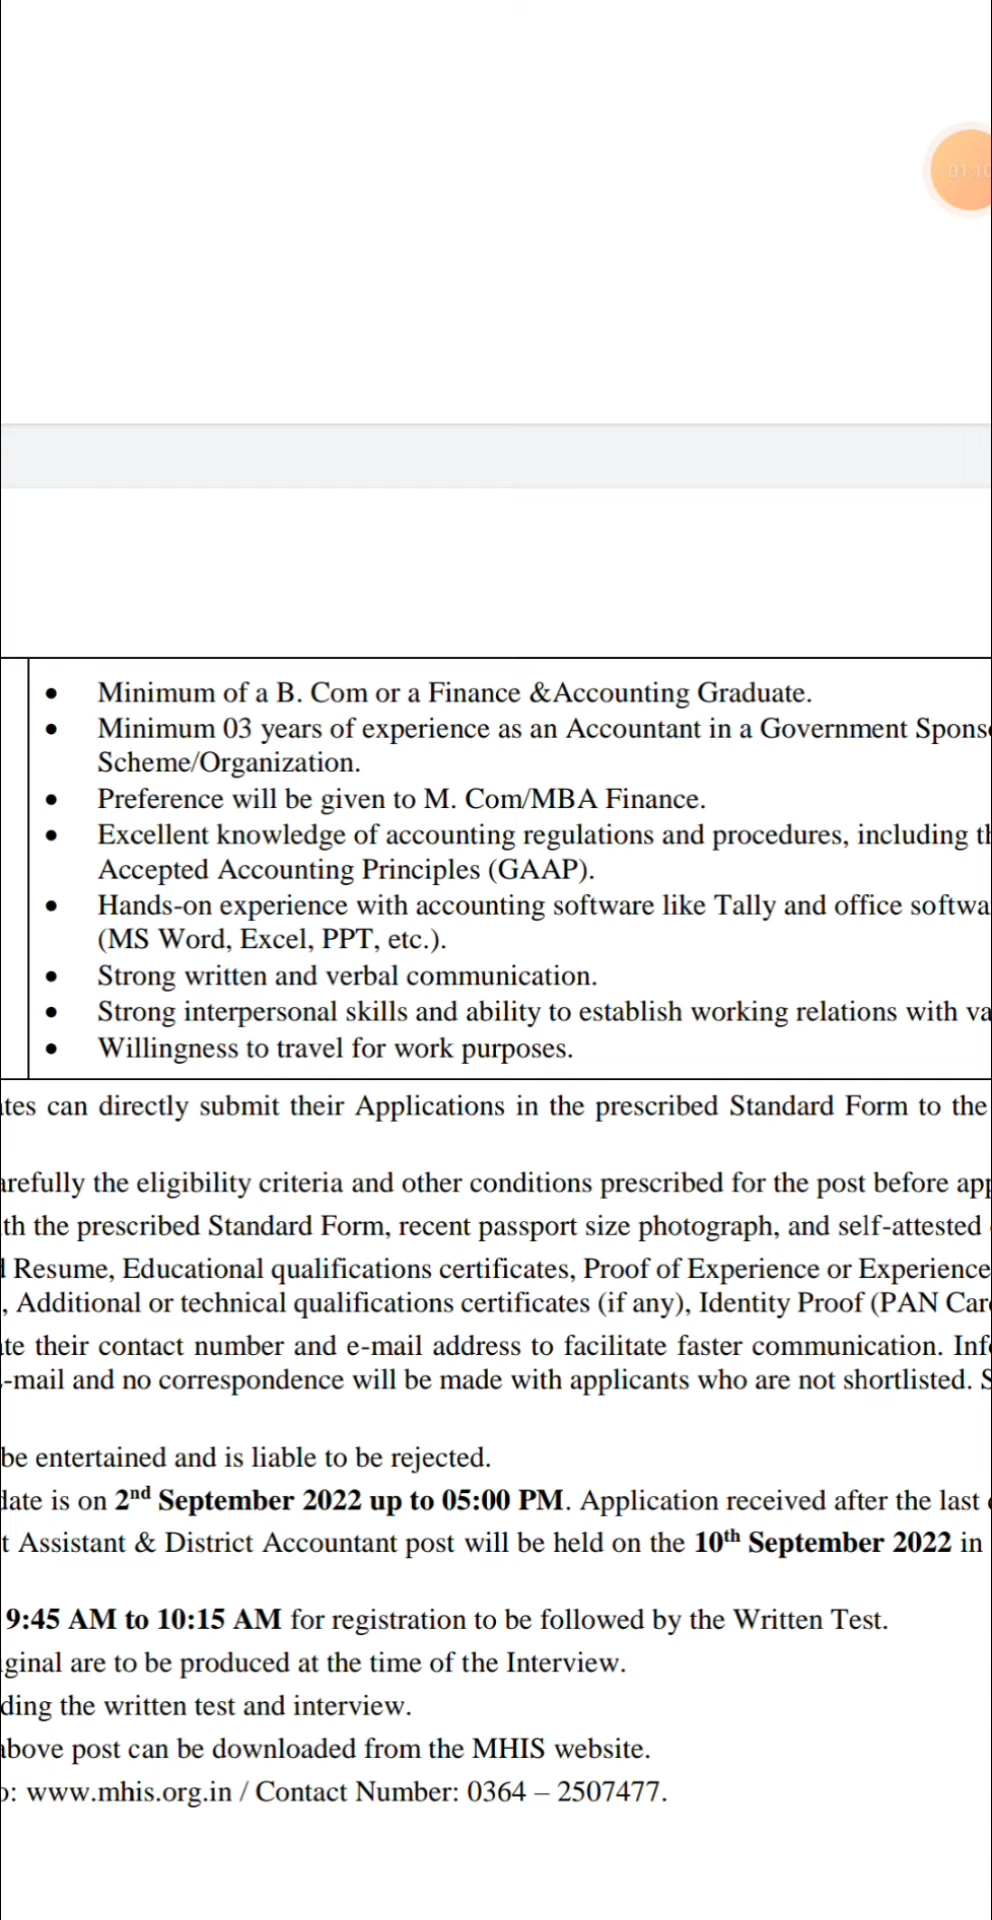 01:10
• Minimum of a B. Com or a Finance &Accounting Graduate.
• Minimum 03 years of experience as an Accountant in a Government
Scheme/Organization.
• Preference will be given to M. Com/MBA Finance.
• Excellent knowledge of accounting regulations and procedures, including
Accepted Accounting Principles (GAAP).
• Hands-on experience with accounting software like Tally and office
(MS Word, Excel, PPT, etc.).
• Strong written and verbal communication.
• Strong interpersonal skills and ability to establish working relations with
• Willingness to travel for work purposes.
can directly submit their Applications in the prescribed Standard Form to the
the eligibility criteria and other conditions prescribed for the post before
the prescribed Standard Form, recent passport size photograph, and self-attested
Resume, Educational qualifications certificates, Proof of Experience or Experience
, Additional or technical qualifications certificates (if any), Identity Proof (PAN
their contact number and e-mail address to facilitate faster communication.
-mail and no correspondence will be made with applicants who are not shortlisted.
be entertained and is liable to be rejected.
date is on 2nd September 2022 up to 05:00 PM. Application received after the last
t Assistant & District Accountant post will be held on the 10th September 2022 in
9:45 AM to 10:15 AM for registration to be followed by the Written Test.
ginal are to be produced at the time of the Interview.
ding the written test and interview.
above post can be downloaded from the MHIS website.
: www.mhis.org.in / Contact Number: 0364 – 2507477.